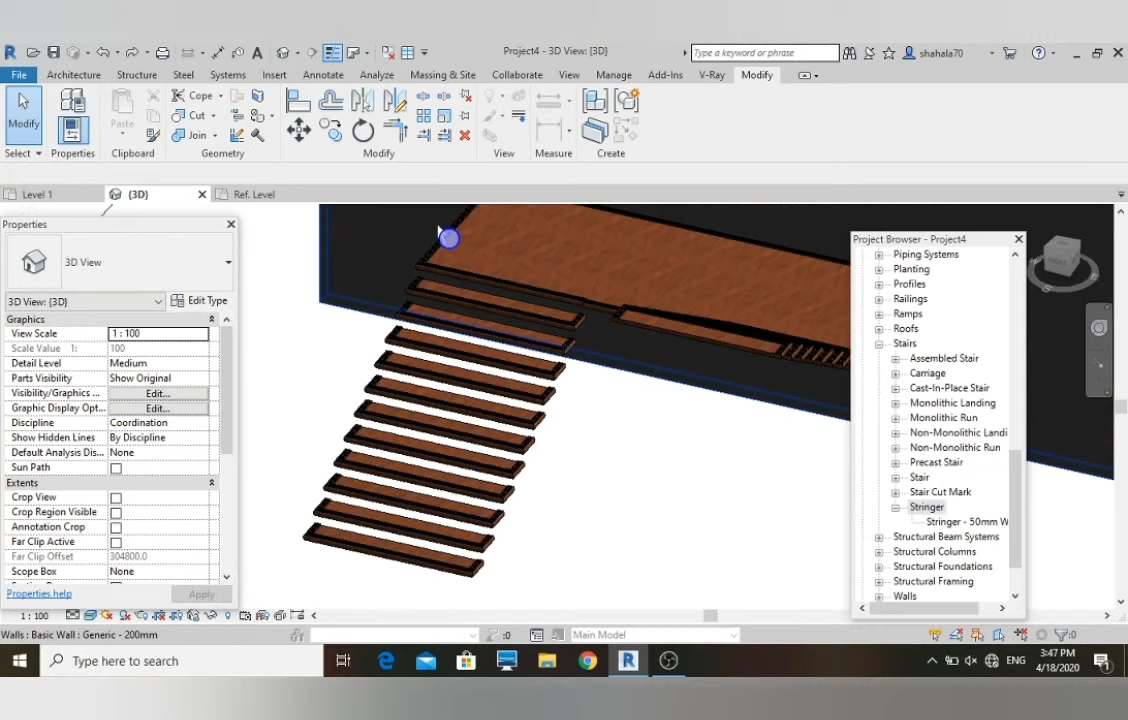 Project4 - 3D View: {3D}
Type a keyword or phrase
shahala70
File
Architecture
Structure
Steel
Systems
Insert
Annotate
Analyze
Massing & Site
Collaborate
View
Manage
Add-Ins
V-Ray
Modify
Modify
Paste
Cope
Cut
Join
Select
Properties
Clipboard
Geometry
Modify
View
Measure
Create
Level 1
{3D}
Ref. Level
Properties
3D View
3D View: {3D}
Edit Type
Graphics
View Scale
1 : 100
Scale Value 1:
100
Detail Level
Medium
Parts Visibility
Show Original
Visibility/Graphics ...
Edit...
Graphic Display Opt...
Edit...
Discipline
Coordination
Show Hidden Lines
By Discipline
Default Analysis Dis...
None
Sun Path
Extents
Crop View
Crop Region Visible
Annotation Crop
Far Clip Active
Far Clip Offset
304800.0
Scope Box
None
Properties help
Apply
Project Browser - Project4
Piping Systems
Planting
Profiles
Railings
Ramps
Roofs
Stairs
Assembled Stair
Carriage
Cast-In-Place Stair
Monolithic Landing
Monolithic Run
Non-Monolithic Landi
Non-Monolithic Run
Precast Stair
Stair
Stair Cut Mark
Stringer
Stringer - 50mm W
Structural Beam Systems
Structural Columns
Structural Foundations
Structural Framing
Walls
1 : 100
Walls : Basic Wall : Generic - 200mm
:0
Main Model
:0
Type here to search
ENG
3:47 PM
4/18/2020